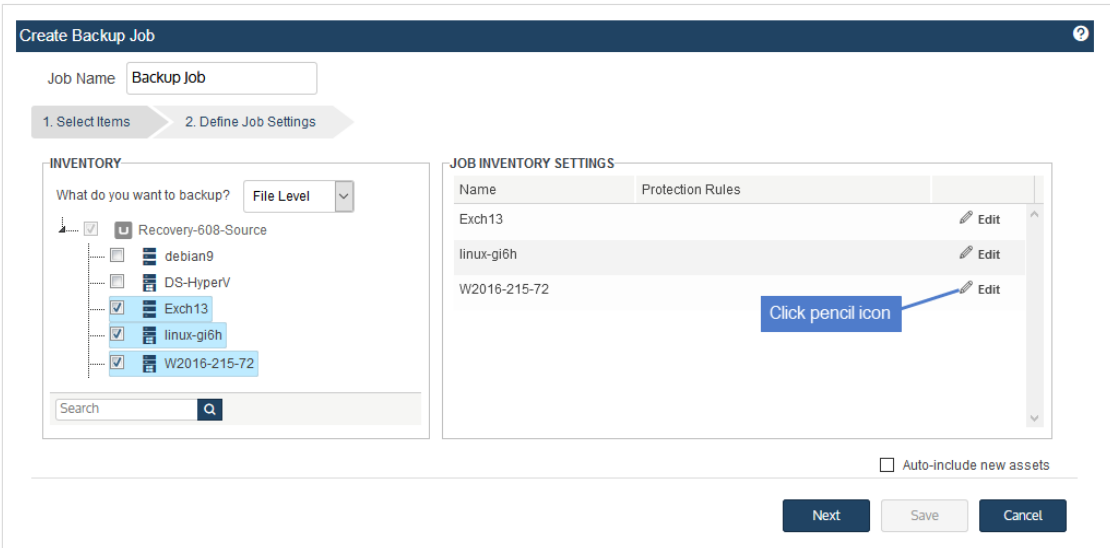 Create Backup Job
?
Job Name Backup Job
1. Select Items 2. Define Job Settings
INVENTORY
What do you want to backup? File Level
U Recovery-608-Source
debian9
DS-HyperV
Exch13
linux-gi6h
W2016-215-72
Search
JOB INVENTORY SETTINGS
Name Protection Rules
Exch13 Edit
linux-gi6h Edit
W2016-215-72 Edit
Click pencil icon
Auto-include new assets
Next Save Cancel